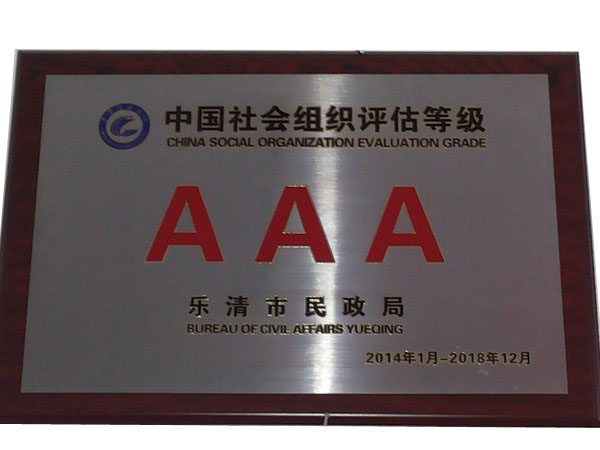 中国社会组织评估等级
CHINA SOCIAL ORGANIZATION EVALUATION GRADE
AAA
乐清市民政局
BUREAU OF CIVIL AFFAIRS YUEQING
2014年1月-2018年12月